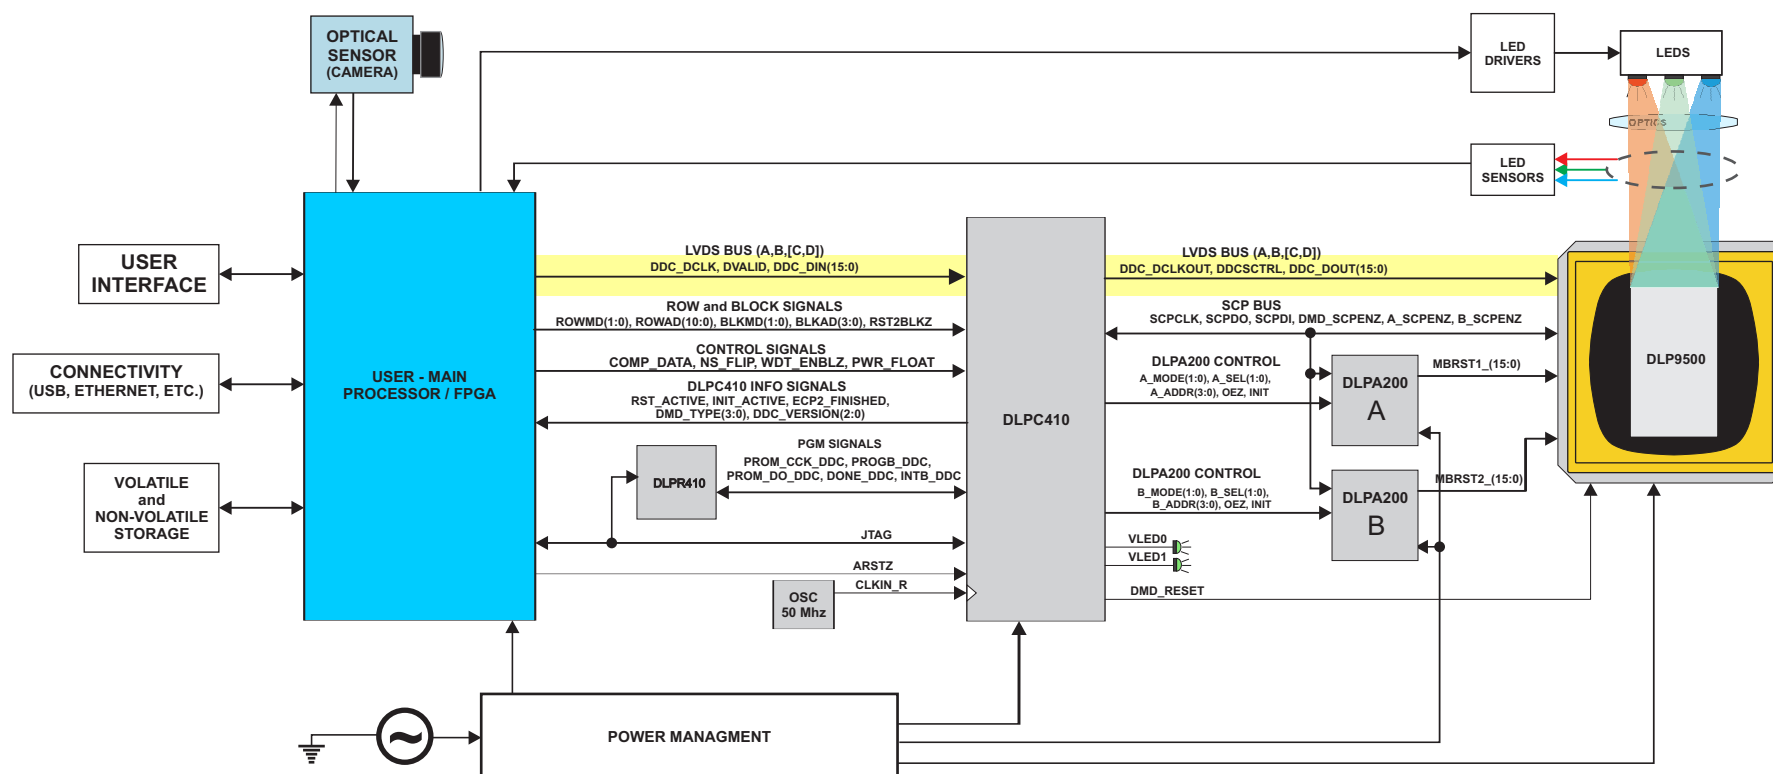 OPTICAL
SENSOR
(CAMERA)
LED
DRIVERS
LEDS
OPTICS
LED
SENSORS
USER
INTERFACE
CONNECTIVITY
(USB, ETHERNET, ETC.)
VOLATILE
and
NON-VOLATILE
STORAGE
USER - MAIN
PROCESSOR / FPGA
LVDS BUS (A,B,[C,D])
DDC_DCLK, DVALID, DDC_DIN(15:0)
ROW and BLOCK SIGNALS
ROWMD(1:0), ROWAD(10:0), BLKMD(1:0), BLKAD(3:0), RST2BLKZ
CONTROL SIGNALS
COMP_DATA, NS_FLIP, WDT_ENBLZ, PWR_FLOAT
DLPC410 INFO SIGNALS
RST_ACTIVE, INIT_ACTIVE, ECP2_FINISHED,
DMD_TYPE(3:0), DDC_VERSION(2:0)
PGM SIGNALS
PROM_CCK_DDC, PROGB_DDC,
PROM_DO_DDC, DONE_DDC, INTB_DDC
DLPR410
JTAG
ARSTZ
CLKIN_R
OSC
50 Mhz
DLPC410
LVDS BUS (A,B,[C,D])
DDC_DCLKOUT, DDCSCTRL, DDC_DOUT(15:0)
SCP BUS
SCPCLK, SCPDO, SCPDI, DMD_SCPENZ, A_SCPENZ, B_SCPENZ
DLPA200 CONTROL
A_MODE(1:0), A_SEL(1:0),
A_ADDR(3:0), OEZ, INIT
DLPA200
A
MBRST1_(15:0)
DLPA200 CONTROL
B_MODE(1:0), B_SEL(1:0),
B_ADDR(3:0), OEZ, INIT
DLPA200
B
MBRST2_(15:0)
VLED0
VLED1
DMD_RESET
DLP9500
~
POWER MANAGMENT